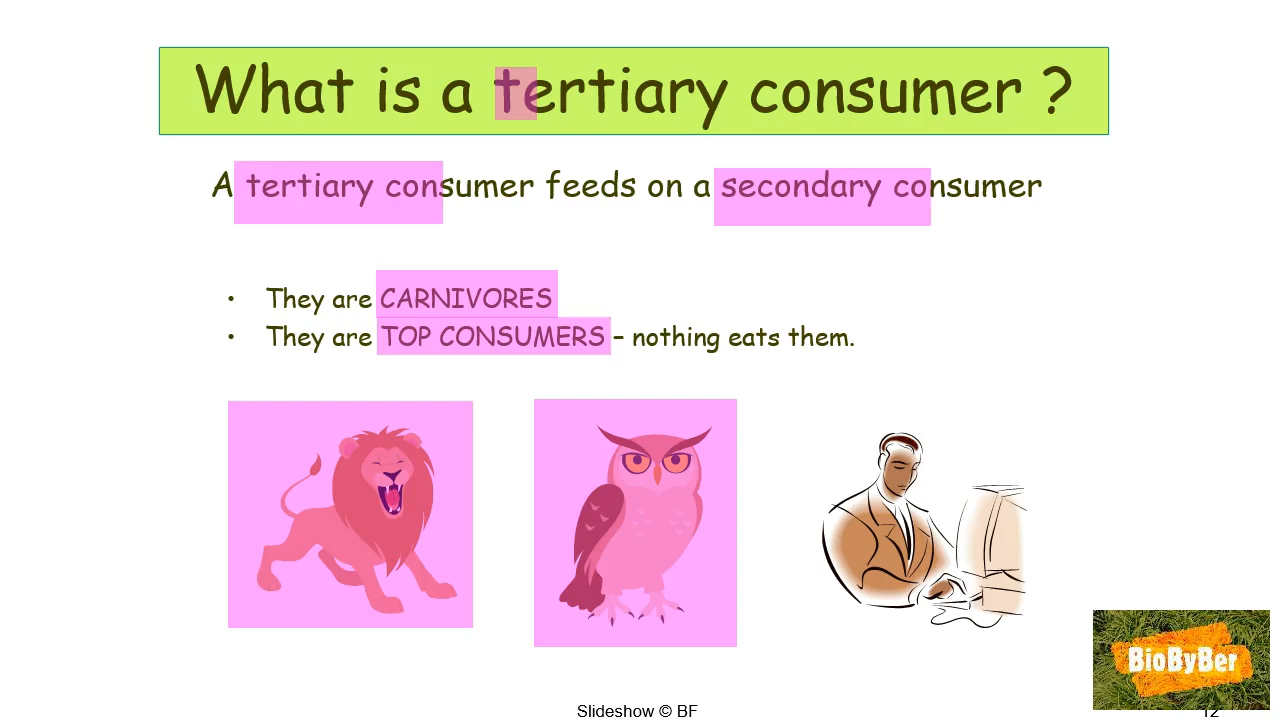 What is a tertiary consumer ?
A tertiary consumer feeds on a secondary consumer
• They are CARNIVORES
• They are TOP CONSUMERS – nothing eats them.
BioByBer
Slideshow © BF
12